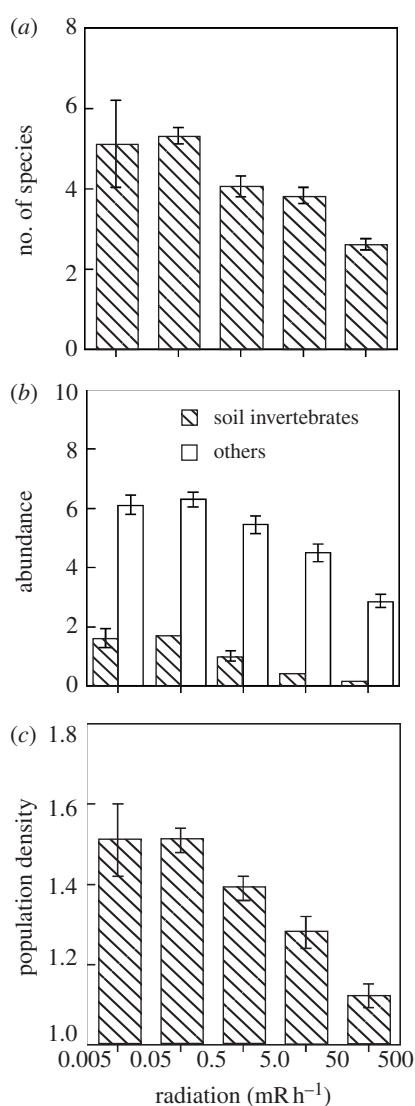 (a)
8
6
4
2
0
no. of species
(b)
10
8
6
4
2
0
abundance
soil invertebrates
others
(c)
1.8
1.6
1.4
1.2
1.0
population density
0.005 0.05 0.5 5.0 50 500
radiation (mR h⁻¹)